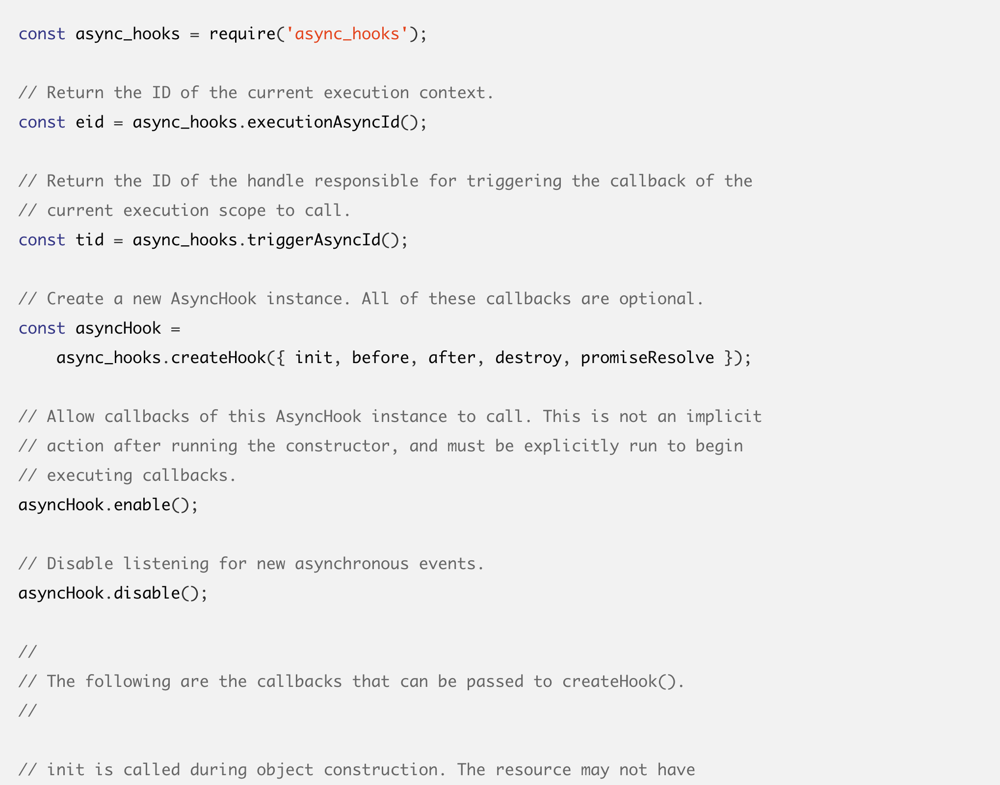 const async_hooks = require('async_hooks');
// Return the ID of the current execution context.
const eid = async_hooks.executionAsyncId();
// Return the ID of the handle responsible for triggering the callback of the
// current execution scope to call.
const tid = async_hooks.triggerAsyncId();
// Create a new AsyncHook instance. All of these callbacks are optional.
const asyncHook =
    async_hooks.createHook({ init, before, after, destroy, promiseResolve });
// Allow callbacks of this AsyncHook instance to call. This is not an implicit
// action after running the constructor, and must be explicitly run to begin
// executing callbacks.
asyncHook.enable();
// Disable listening for new asynchronous events.
asyncHook.disable();
//
// The following are the callbacks that can be passed to createHook().
//
// init is called during object construction. The resource may not have